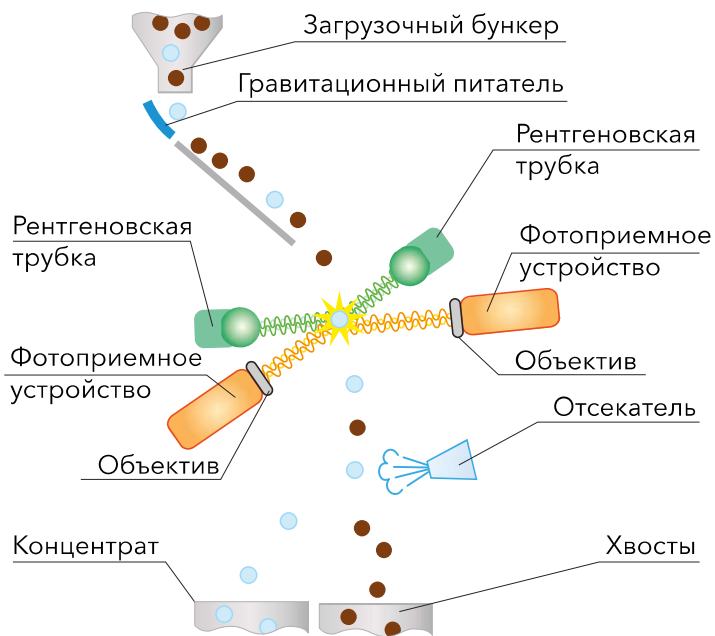 Загрузочный бункер
Гравитационный питатель
Рентгеновская
трубка
Рентгеновская
трубка
Фотоприемное
устройство
Фотоприемное
устройство
Объектив
Отсекатель
Объектив
Концентрат
Хвосты